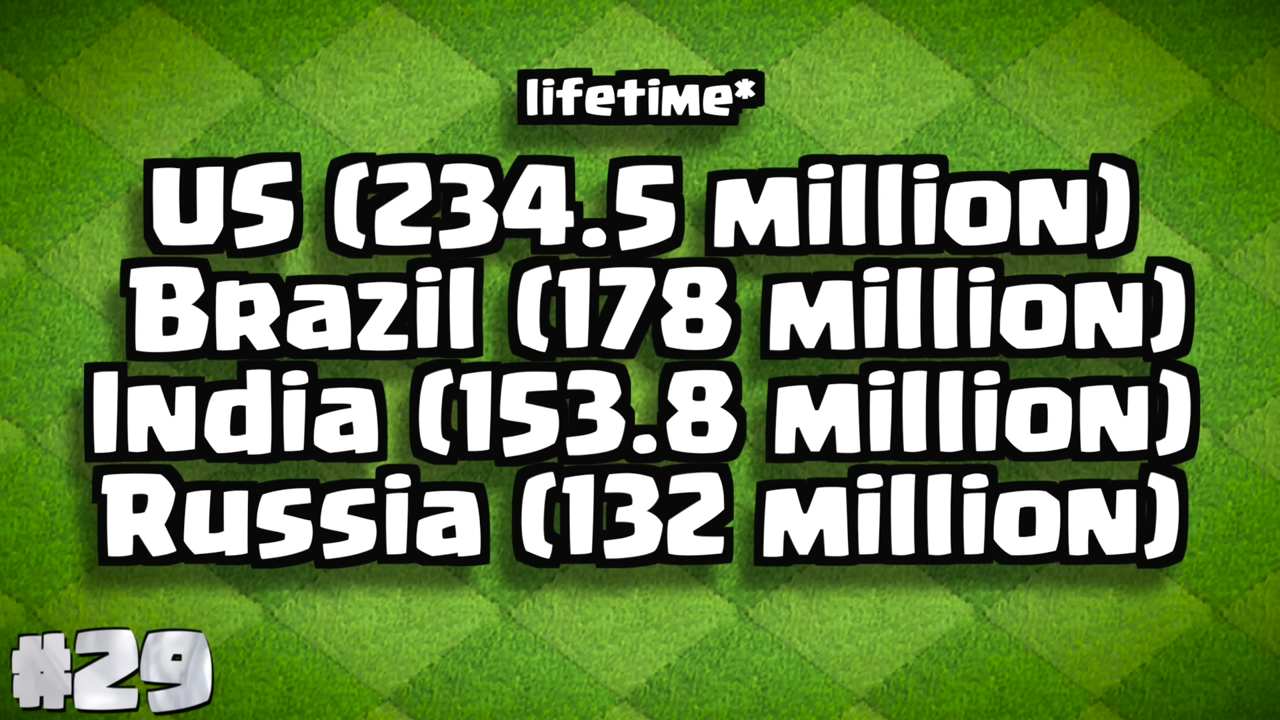 lifetime*
US (234.5 million)
Brazil (178 million)
India (153.8 million)
Russia (132 million)
#29